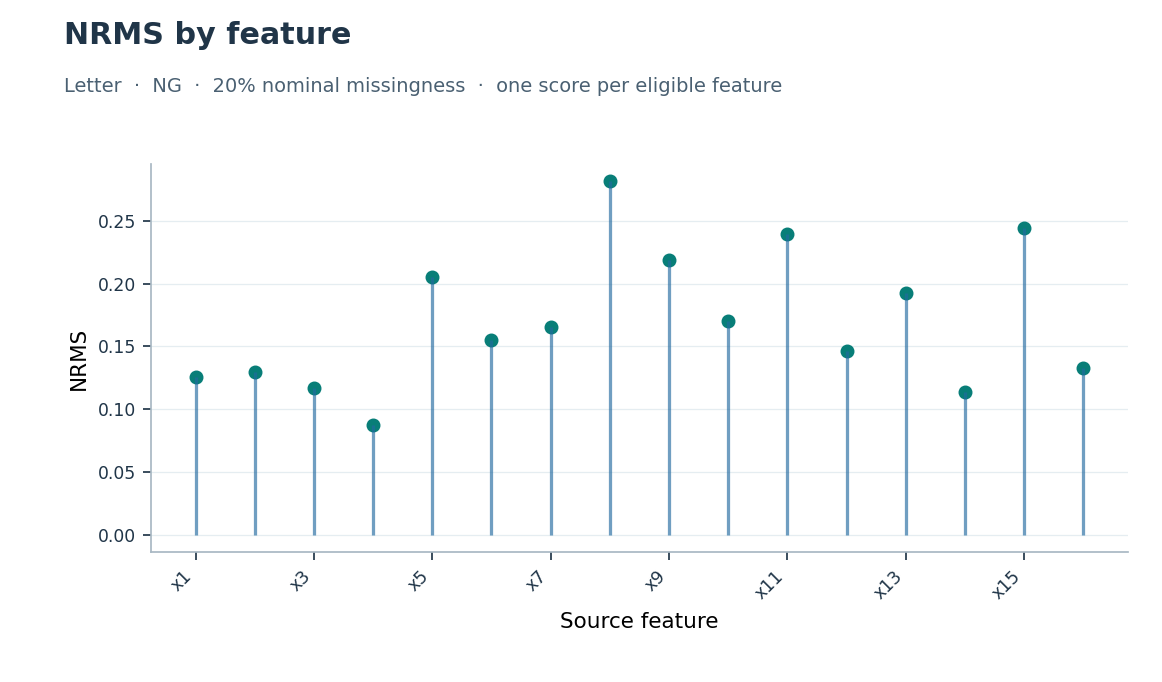 NRMS by feature
Letter · NG · 20% nominal missingness · one score per eligible feature
0.25
0.20
0.15
0.10
0.05
0.00
NRMS
x1 x3 x5 x7 x9 x11 x13 x15
Source feature